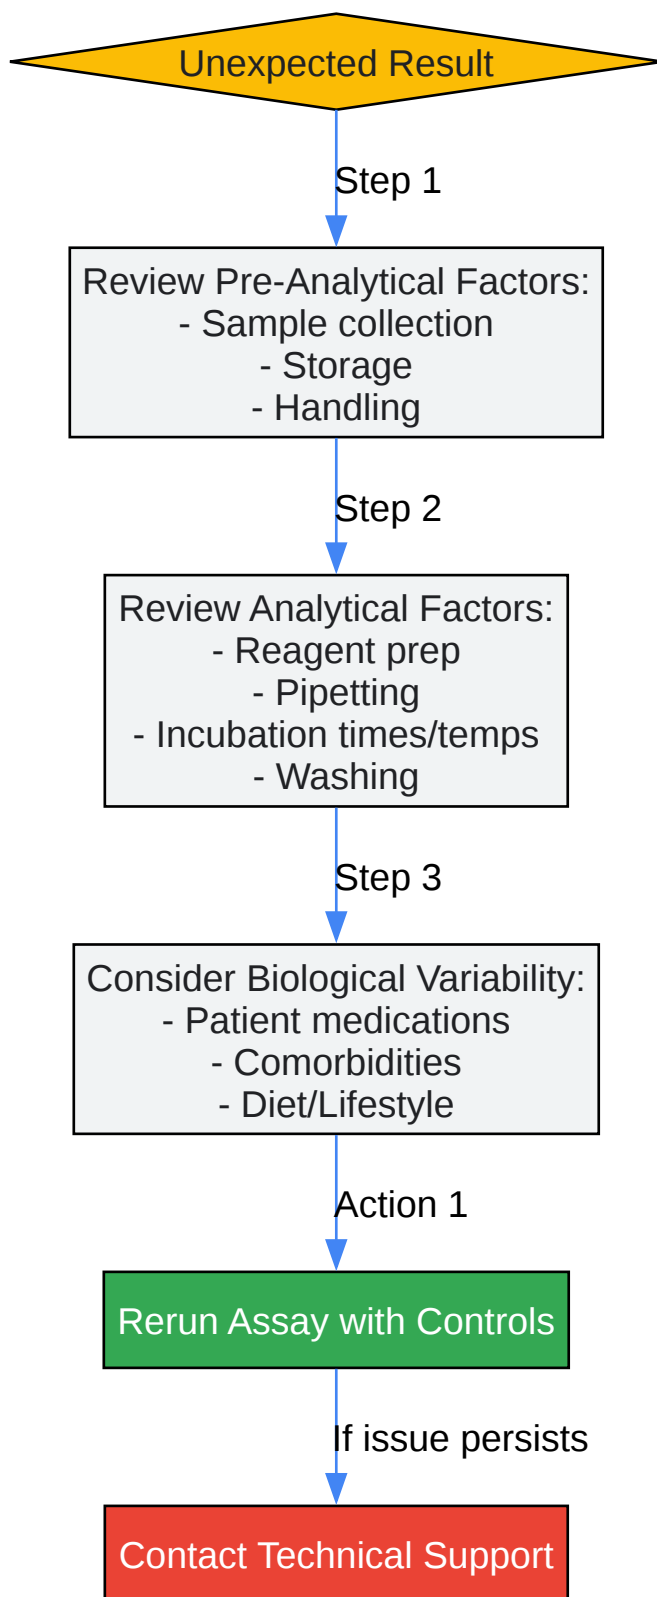 Unexpected Result
Step 1
Review Pre-Analytical Factors:
- Sample collection
- Storage
- Handling
Step 2
Review Analytical Factors:
- Reagent prep
- Pipetting
- Incubation times/temps
- Washing
Step 3
Consider Biological Variability:
- Patient medications
- Comorbidities
- Diet/Lifestyle
Action 1
Rerun Assay with Controls
If issue persists
Contact Technical Support